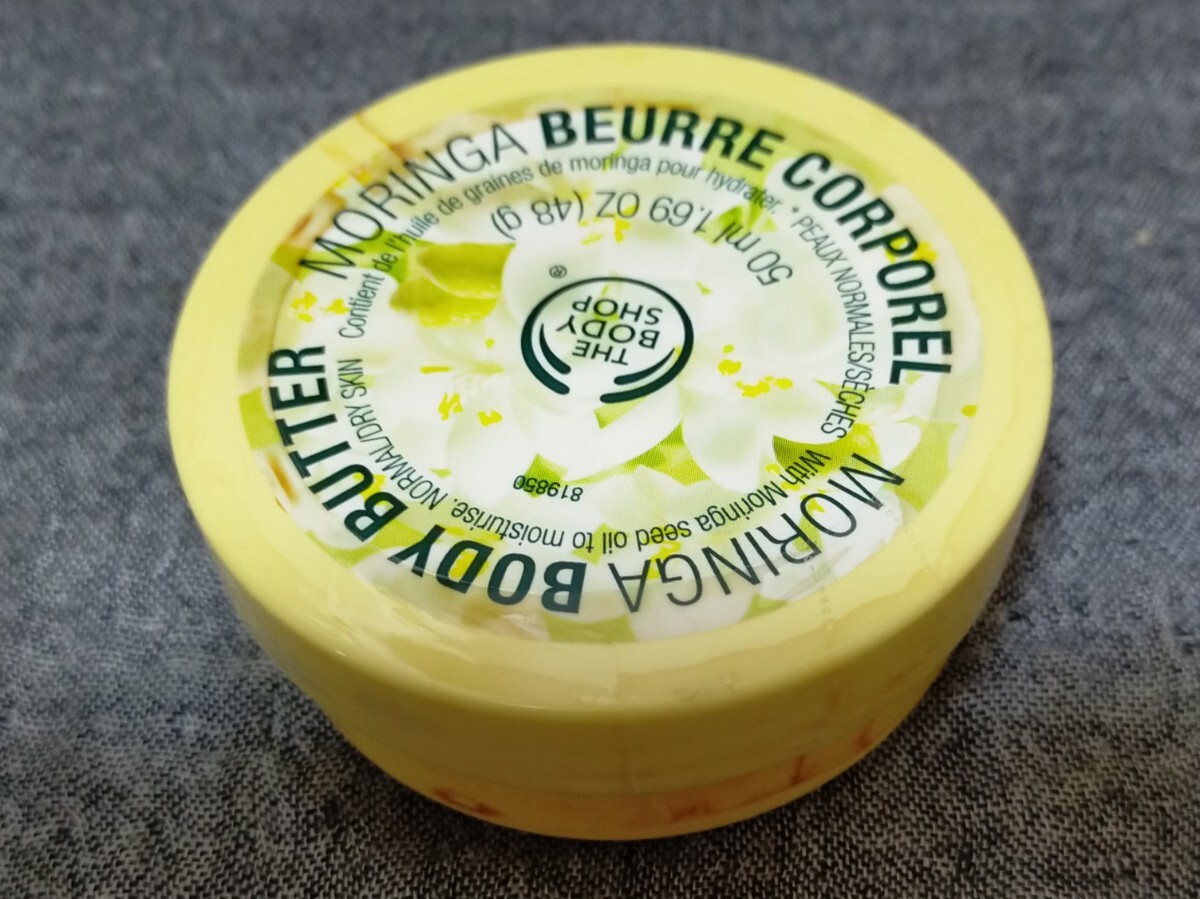 MORINGA BEURRE CORPOREL
Contient de l'huile de graines de moringa pour hydrater. * PEAUX NORMALES/SÈCHES
MORINGA BODY BUTTER
With Moringa seed oil to moisturise. NORMAL/DRY SKIN
50 ml 1.69 OZ (48 g)
THE
BODY
SHOP
®
819850